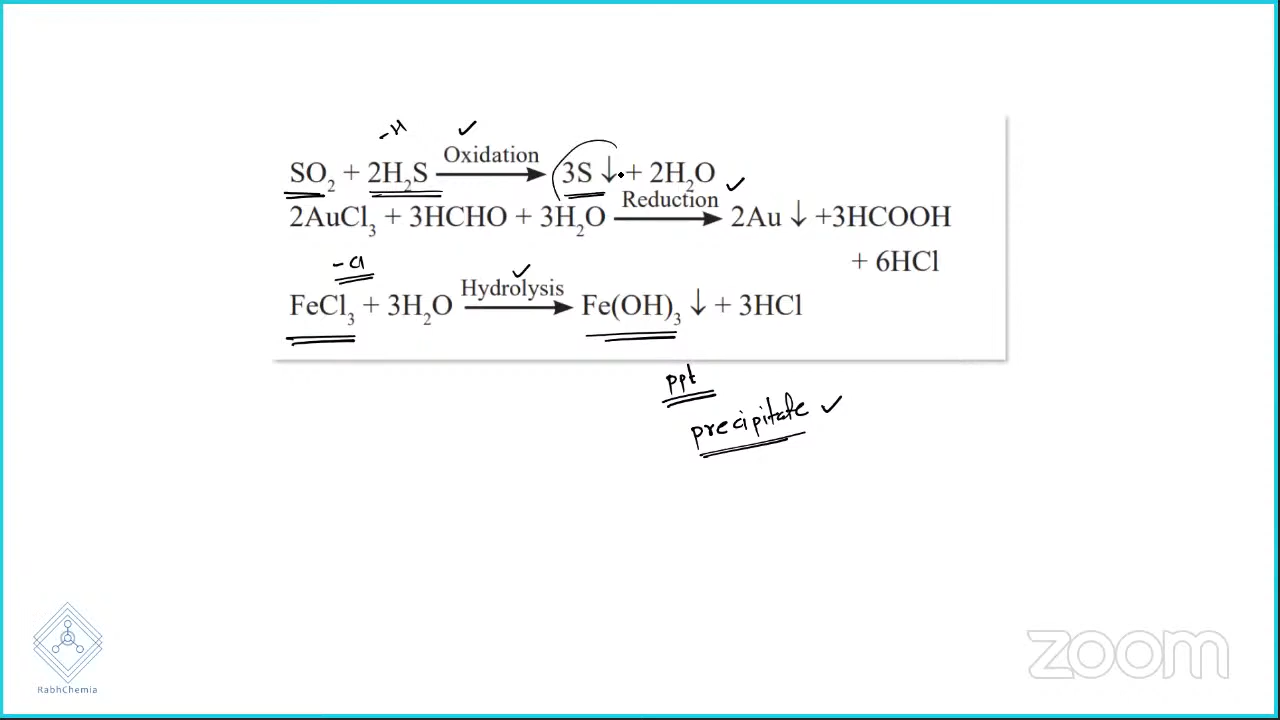 -H ✓
SO₂ + 2H₂S Oxidation→ 3S ↓ + 2H₂O
2AuCl₃ + 3HCHO + 3H₂O Reduction→ 2Au ↓ +3HCOOH ✓
+ 6HCl
-Cl ✓
FeCl₃ + 3H₂O Hydrolysis→ Fe(OH)₃ ↓ + 3HCl
ppt
precipitate ✓
RabhChemia
zoom